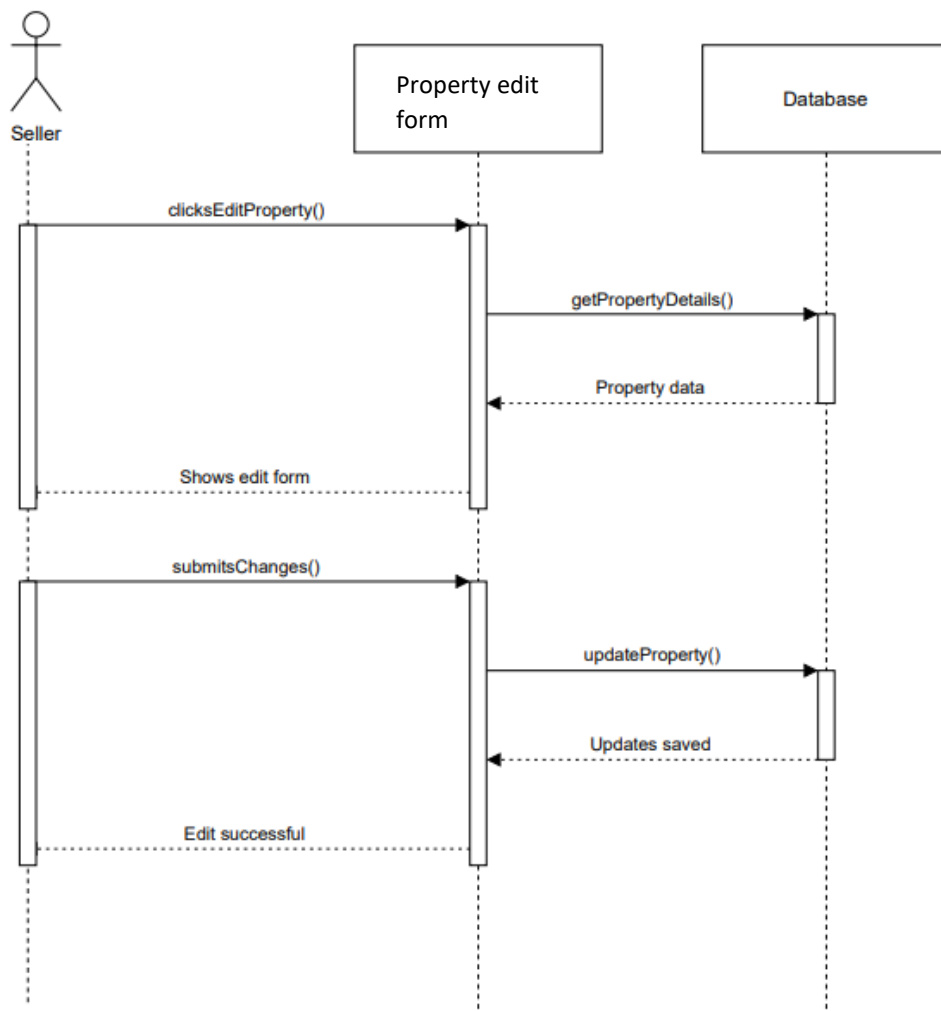 Property edit
form
Database
Seller
clicksEditProperty()
getPropertyDetails()
Property data
Shows edit form
submitsChanges()
updateProperty()
Updates saved
Edit successful